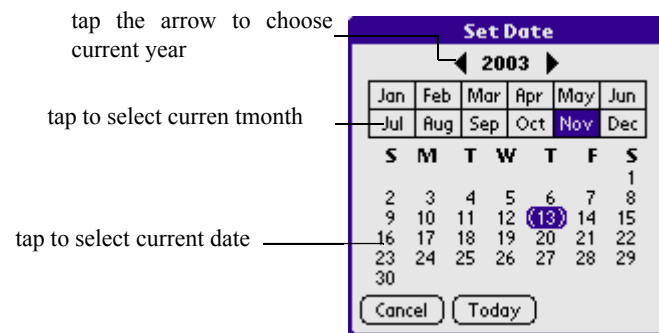 tap the arrow to choose
current year
tap to select curren tmonth
tap to select current date
Set Date
2003
Jan Feb Mar Apr May Jun
Jul Aug Sep Oct Nov Dec
S M T W T F S
1
2 3 4 5 6 7 8
9 10 11 12 13 14 15
16 17 18 19 20 21 22
23 24 25 26 27 28 29
30
Cancel Today